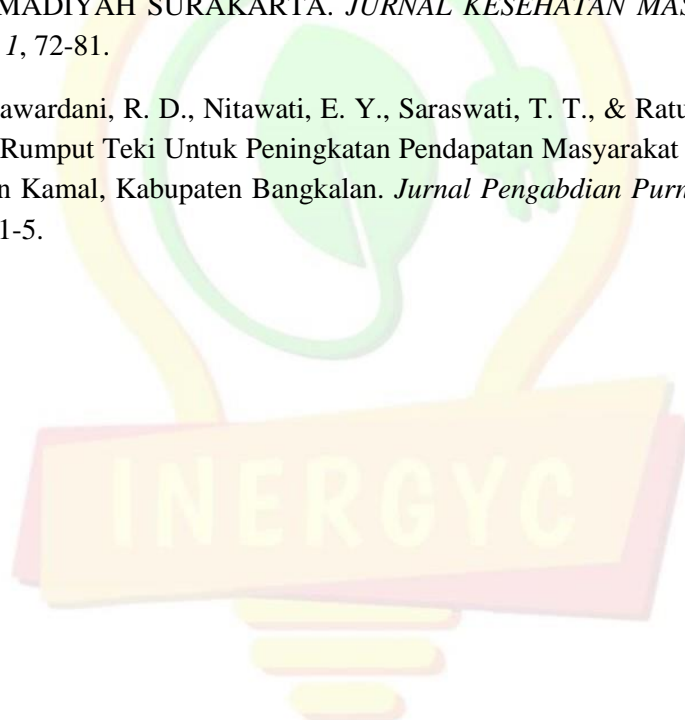 MADIYAH SURAKARTA. JURNAL KESEHATAN MAS
1, 72-81.
awardani, R. D., Nitawati, E. Y., Saraswati, T. T., & Ratu
Rumput Teki Untuk Peningkatan Pendapatan Masyarakat
n Kamal, Kabupaten Bangkalan. Jurnal Pengabdian Purn
1-5.
INERGYC